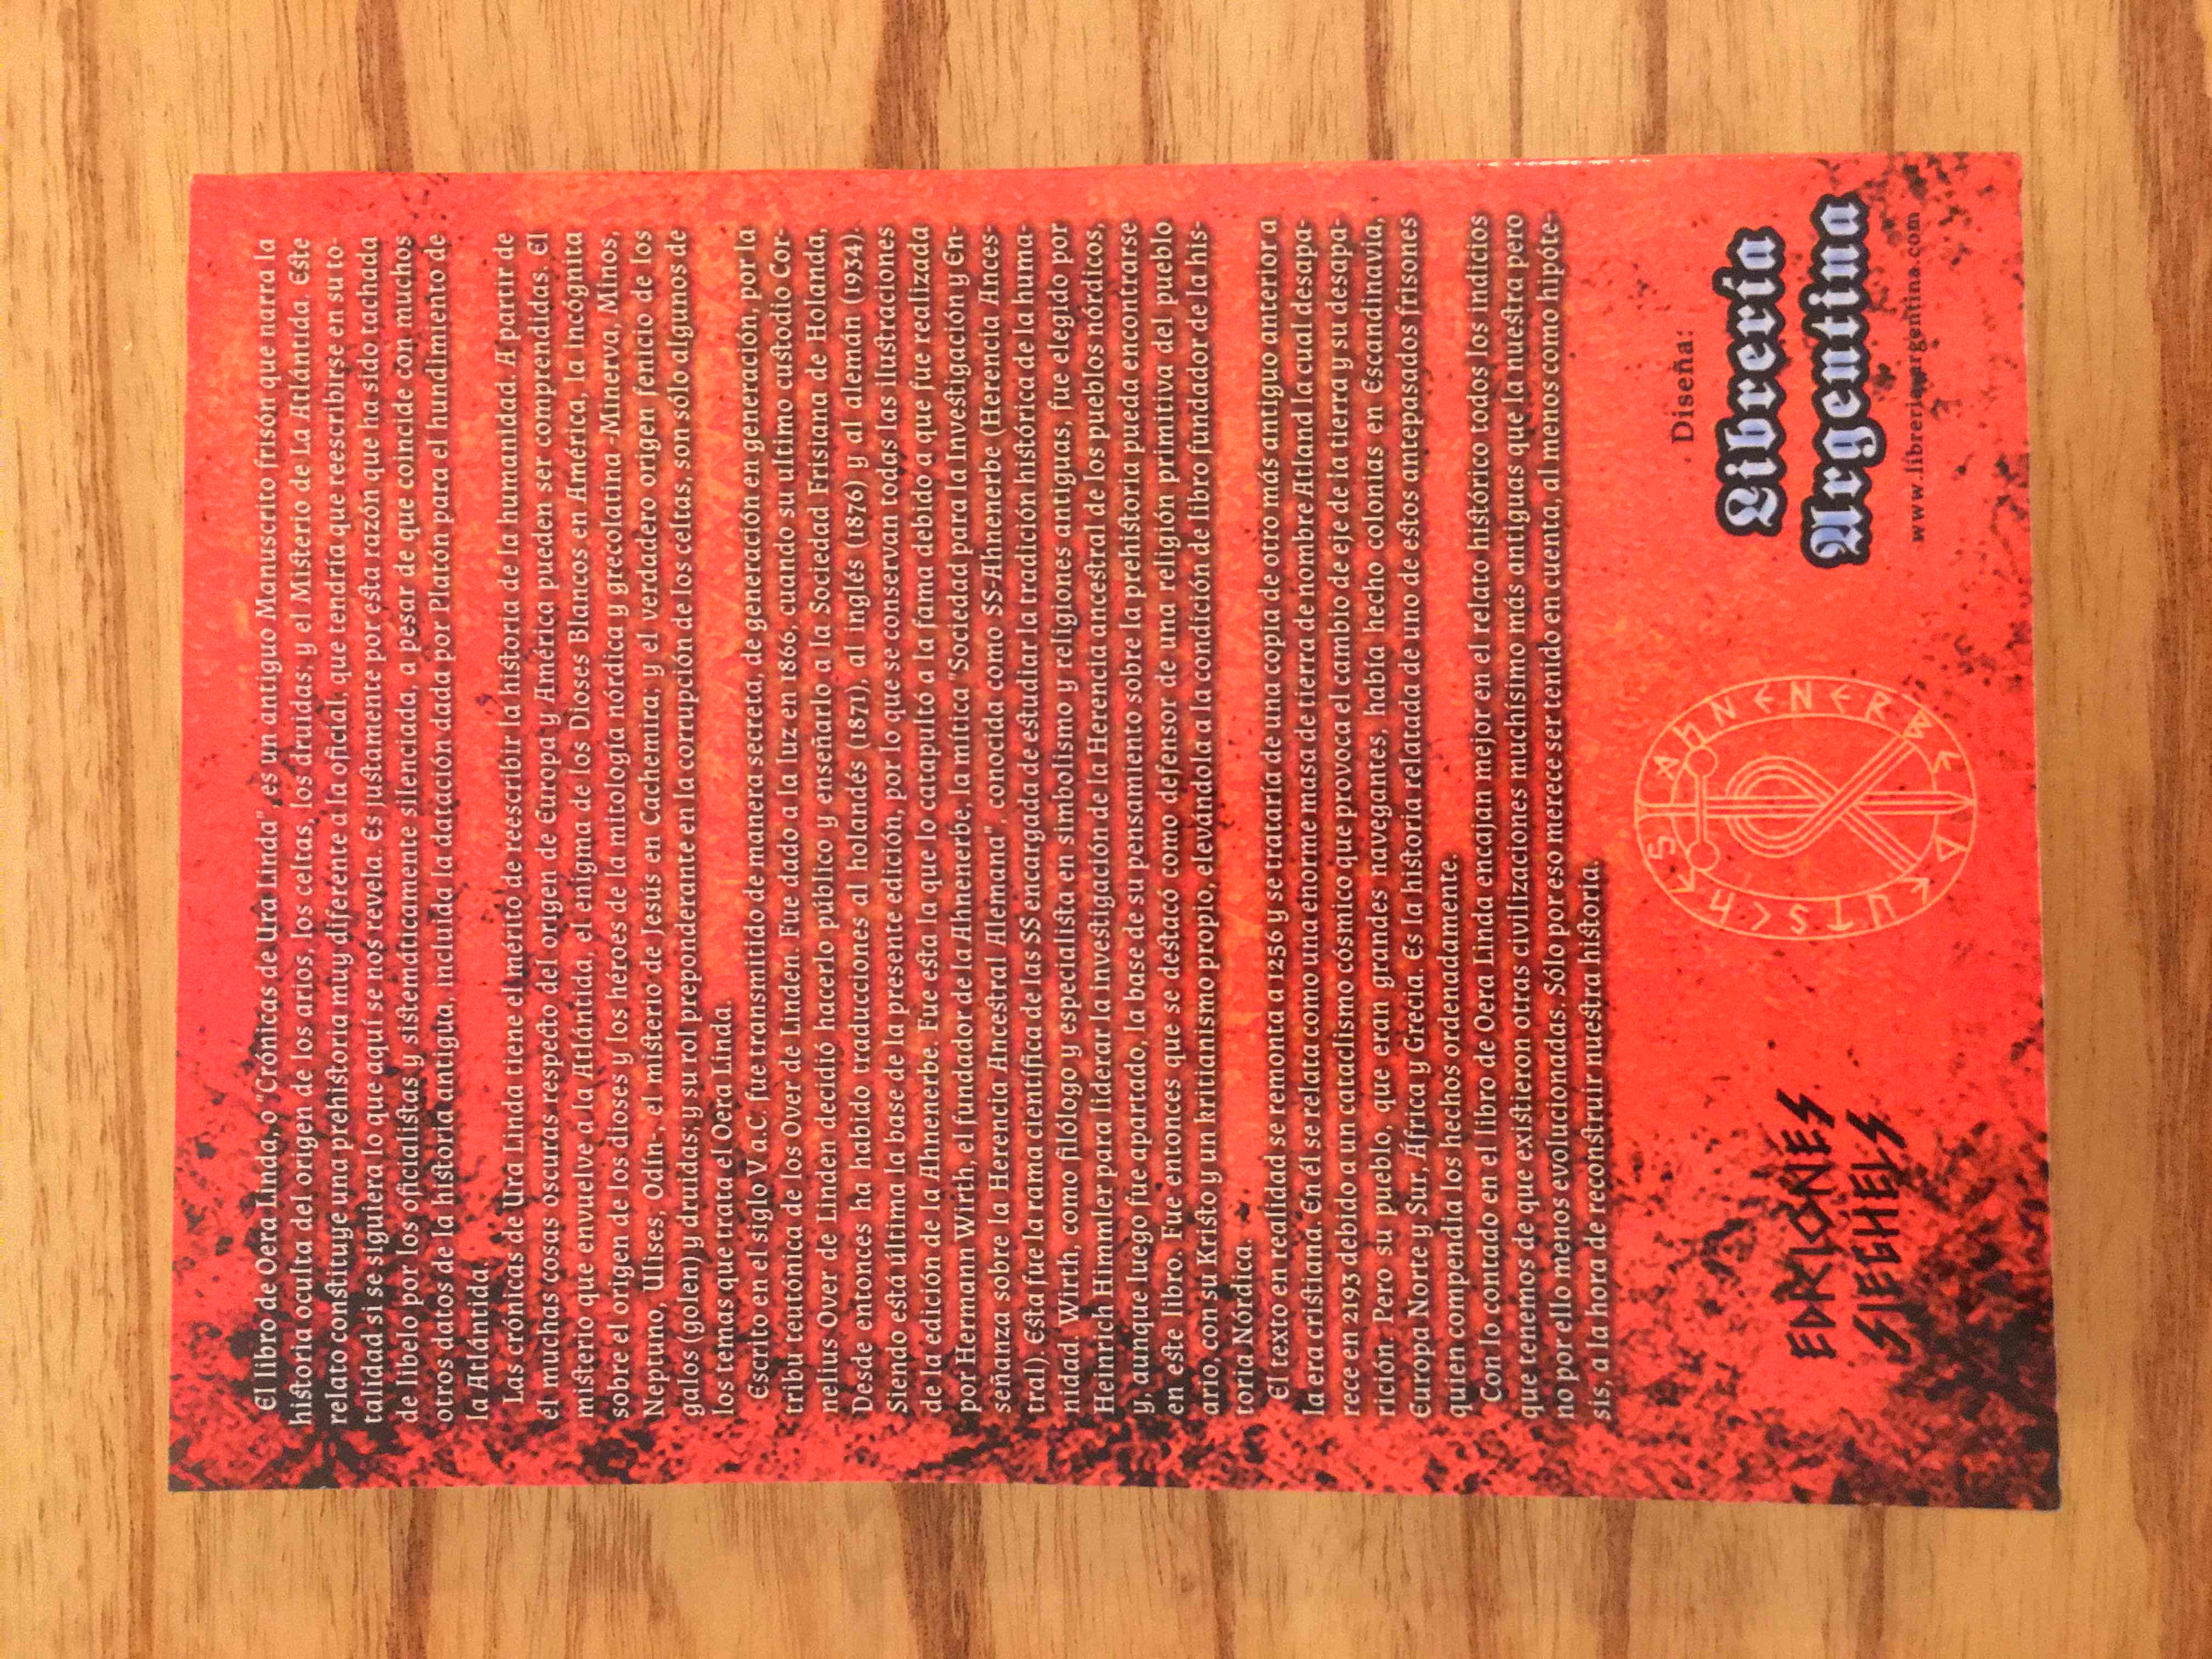 El libro de Oera Linda, o "Crónicas de Ura Linda" es un antiguo Manuscrito frisón que narra la
historia oculta del origen de los arios, los celtas, los druidas, y el Misterio de La Atlántida. Este
relato constituye una prehistoria muy diferente a la oficial, que tendría que reescribirse en su to-
talidad si se siguiera lo que aquí se nos revela. Es justamente por esta razón que ha sido tachada
de libelo por los oficialistas y sistemáticamente silenciada, a pesar de que coincide con muchos
otros datos de la historia antigua, incluida la datación dada por Platón para el hundimiento de
la Atlántida.
Las crónicas de Ura Linda tiene el mérito de reescribir la historia de la humanidad. A partir de
él muchas cosas oscuras respecto del origen de Europa y América pueden ser comprendidas. El
misterio que envuelve a la Atlántida, el enigma de los Dioses Blancos en América, la Incógnita
sobre el origen de los dioses y los héroes de la mitología nórdica y grecolatina -Minerva, Minos,
Neptuno, Ulises, Odín-, el misterio de Jesús en Cachemira; y el verdadero origen fenicio de los
galos (golen) y druidas, y su rol preponderante en la corrupción de los celtas, son sólo algunos de
los temas que trata el Oera Linda.
Escrito en el siglo V a.C. fue transmitido de manera secreta, de generación en generación, por la
tribu teutónica de los Over de Linden. Fue dado a la luz en 1866, cuando su ultimo custodio Cor-
nelius Over de Linden decidió hacerlo público y enseñarlo a la Sociedad Frisiana de Holanda,
Desde entonces ha habido traducciones al holandés (1871), al inglés (1876) y al alemán (1934).
Siendo está última la base de la presente edición, por lo que se conservan todas las ilustraciones
de la edición de la Ahnenerbe. Fue esta la que lo catapultó a la fama debido a que fue realizada
por Hermann Wirth, el fundador de la Ahnenerbe, la mítica Sociedad para la Investigación y En-
señanza sobre la Herencia Ancestral Alemana", conocida como SS-Ahnenerbe (Herencia Ances-
tral). Esta fue la rama científica de las SS encargada de estudiar la tradición histórica de la huma-
nidad. Wirth, como filólogo y especialista en simbolismo y religiones antiguas, fue elegido por
Heinrich Himmler para liderar la investigación de la Herencia ancestral de los pueblos nórdicos,
y aunque luego fue apartado, la base de su pensamiento sobre la prehistoria pueda encontrarse
en este libro. Fue entonces que se destacó como defensor de una religión primitiva del pueblo
ario, con su Kristo y un kristianismo propio, elevándola a la condición de libro fundador de la his-
toria Nórdica.
El texto en realidad se remonta a 1256 y se trataría de una copia de otro más antiguo anterior a
la era cristiana. En él se relata como una enorme masa de tierra de nombre Atland la cual desapa-
rece en 2193 debido a un cataclismo cósmico que provoca el cambio de eje de la tierra y su desapa-
rición. Pero su pueblo, que eran grandes navegantes, había hecho colonias en Escandinavia,
Europa Norte y Sur, África y Grecia. Es la historia relatada de uno de estos antepasados frisones
quen compendia los hechos ordenadamente.
Con lo contado en el libro de Oera Linda encajan mejor en el relato histórico todos los indicios
que tenemos de que existieron otras civilizaciones muchísimo más antiguas que la nuestra pero
no por ello menos evolucionadas. Sólo por eso merece ser tenido en cuenta, al menos como hipóte-
sis, a la hora de reconstruir nuestra historia.
EDICIONES
SIEGHELS
DEUTSCHES AHNENERBE
Diseña:
Librería
Argentina
www.libreriaargentina.com